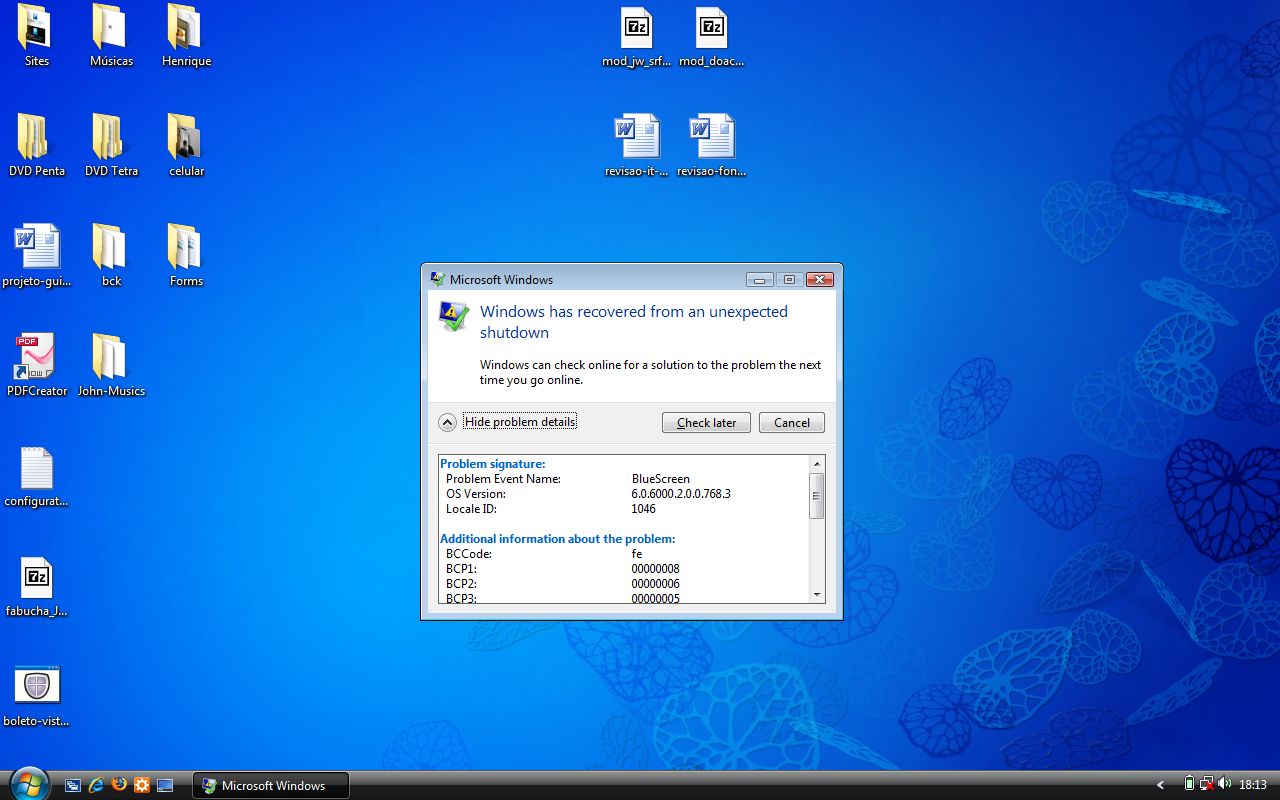 Sites
Músicas
Henrique
mod_jw_srf...
mod_doac...
DVD Penta
DVD Tetra
celular
revisao-it-...
revisao-fon...
projeto-gui...
bck
Forms
PDF
PDFCreator
John-Musics
configurat...
7z
fabucha_J...
boleto-vist...
Microsoft Windows
Windows has recovered from an unexpected
shutdown
Windows can check online for a solution to the problem the next
time you go online.
Hide problem details
Check later
Cancel
Problem signature:
Problem Event Name: BlueScreen
OS Version: 6.0.6000.2.0.0.768.3
Locale ID: 1046
Additional information about the problem:
BCCode: fe
BCP1: 00000008
BCP2: 00000006
BCP3: 00000005
Microsoft Windows
18:13